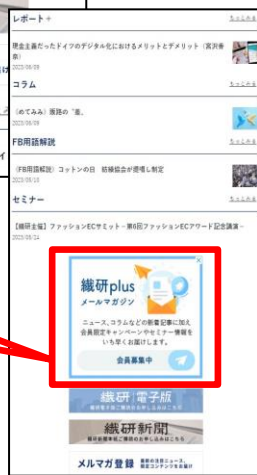 レポート+
もっとみる
現金主義だったドイツのデジタル化におけるメリットとデメリット（宮沢香奈）
2023/05/09
コラム
もっとみる
《めてみみ》販路の
2023/05/09
FB用語解説
もっとみる
《FB用語解説》コットンの日 紡績協会が提唱し制定
2023/05/10
セミナー
もっとみる
【繊研主催】ファッションECサミット－第6回ファッションECアワード記念講演－
2023/05/24
繊研plus
メールマガジン
ニュース、コラムなどの新着記事に加え
会員限定キャンペーンやセミナー情報を
いち早くお届けします。
会員募集中
繊研電子版
繊研新聞
メルマガ登録